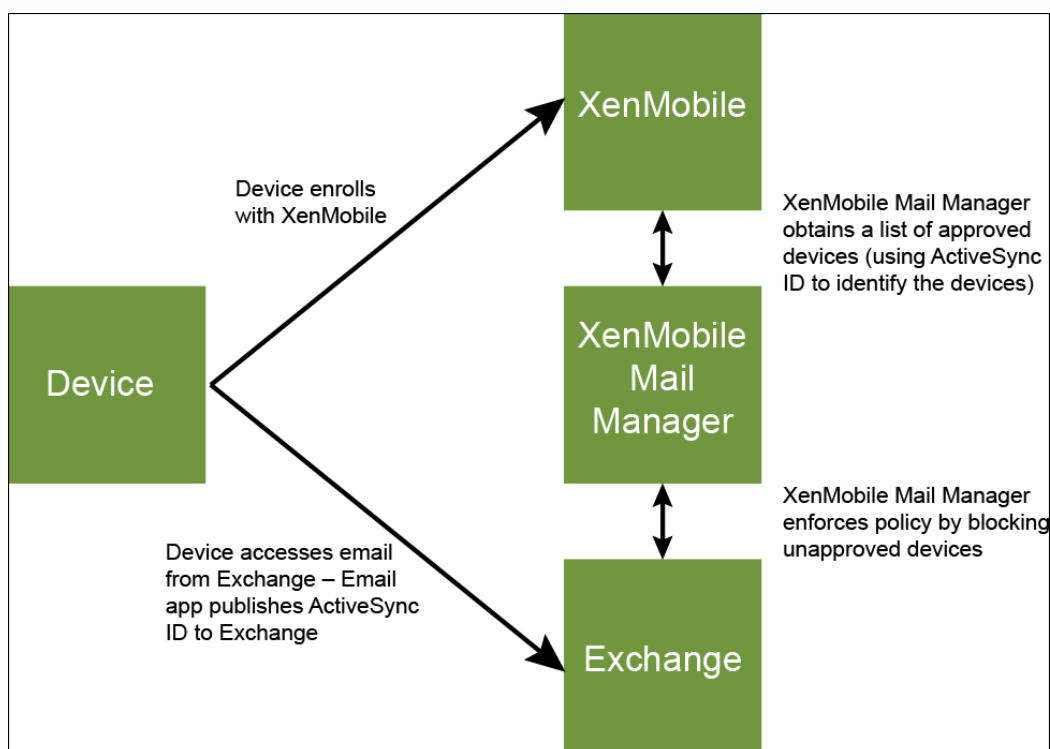 XenMobile
Device enrolls
with XenMobile
XenMobile Mail Manager
obtains a list of approved
devices (using ActiveSync
ID to identify the devices)
Device
XenMobile
Mail
Manager
XenMobile Mail Manager
enforces policy by blocking
unapproved devices
Device accesses email
from Exchange – Email
app publishes ActiveSync
ID to Exchange
Exchange